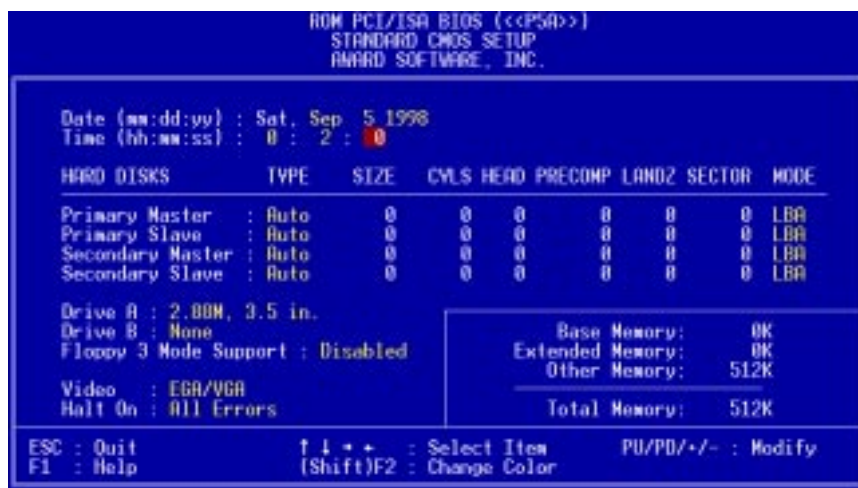 ROM PCI/ISA BIOS (<<P5A>>)
STANDARD CMOS SETUP
AWARD SOFTWARE, INC.
Date (mm:dd:yy) : Sat, Sep 5 1998
Time (hh:mm:ss) : 0 : 2 : 0
HARD DISKS TYPE SIZE CYLS HEAD PRECOMP LANDZ SECTOR MODE
Primary Master : Auto 0 0 0 0 0 0 LBA
Primary Slave : Auto 0 0 0 0 0 0 LBA
Secondary Master : Auto 0 0 0 0 0 0 LBA
Secondary Slave : Auto 0 0 0 0 0 0 LBA
Drive A : 2.88M, 3.5 in.
Drive B : None
Floppy 3 Mode Support : Disabled
Video : EGA/VGA
Halt On : All Errors
Base Memory: 0K
Extended Memory: 0K
Other Memory: 512K
Total Memory: 512K
ESC : Quit ↑ ↓ → ← : Select Item PU/PD/+/- : Modify
F1 : Help (Shift)F2 : Change Color